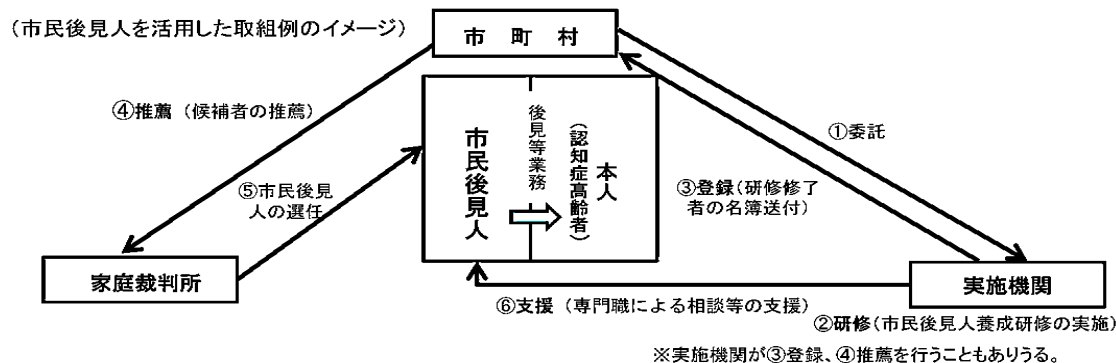 (市民後見人を活用した取組例のイメージ)
市町村
④推薦(候補者の推薦)
①委託
市民後見人
後見等業務
本人
(認知症高齢者)
③登録(研修修了
者の名簿送付)
⑤市民後見
人の選任
家庭裁判所
実施機関
⑥支援(専門職による相談等の支援)
②研修(市民後見人養成研修の実施)
※実施機関が③登録、④推薦を行うこともありうる。